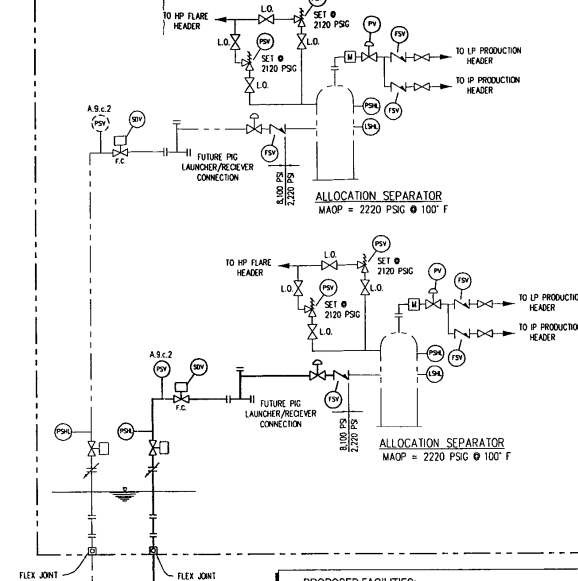 TO HP FLARE
HEADER
L.O.
PSV
L.O.
L.O.
PSV
SET @
2120 PSIG
SET @
2120 PSIG
L.O.
PV
FSV
M
TO LP PRODUCTION
HEADER
TO IP PRODUCTION
HEADER
FSV
PSHL
LSHL
A.9.c.2
PSV
SDV
F.C.
FSV
FUTURE PIG
LAUNCHER/RECIEVER
CONNECTION
8,100 PSI
2,220 PSI
ALLOCATION SEPARATOR
MAOP = 2220 PSIG @ 100° F
TO HP FLARE
HEADER
L.O.
PSV
SET @
2120 PSIG
L.O.
PSV
L.O.
SET @
2120 PSIG
L.O.
PV
FSV
M
TO LP PRODUCTIO
HEADER
TO IP PRODUCTIO
HEADER
FSV
PSHL
LSHL
A.9.c.2
PSV
SDV
F.C.
FSV
FUTURE PIG
LAUNCHER/RECIEVER
CONNECTION
8,100 PSI
2,220 PSI
ALLOCATION SEPARATOR
MAOP = 2220 PSIG @ 100° F
PSHL
PSHL
FLEX JOINT
FLEX JOINT
PROPOSED FACILITIES: